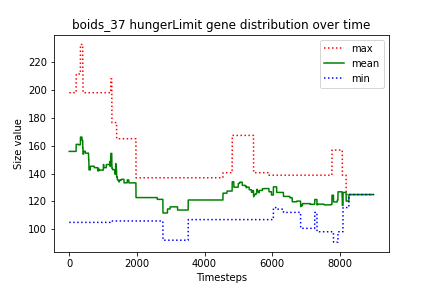 boids_37 hungerLimit gene distribution over time
max
mean
min
Size value
220
200
180
160
140
120
100
0
2000
4000
6000
8000
Timesteps